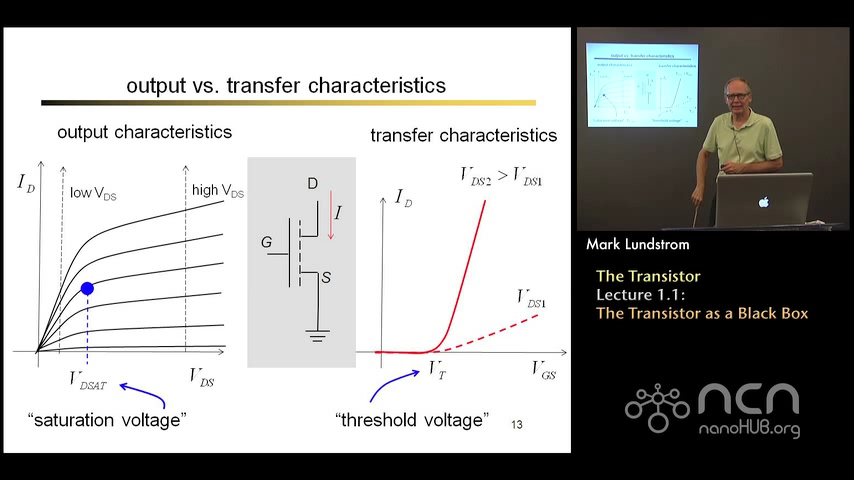 output vs. transfer characteristics
output characteristics
transfer characteristics
I_D
low V_DS
high V_DS
V_DSAT
V_DS
"saturation voltage"
D
I
G
S
I_D
V_DS2 > V_DS1
V_DS1
V_T
V_GS
"threshold voltage"
13
Mark Lundstrom
The Transistor
Lecture 1.1:
The Transistor as a Black Box
ncn
nanoHUB.org